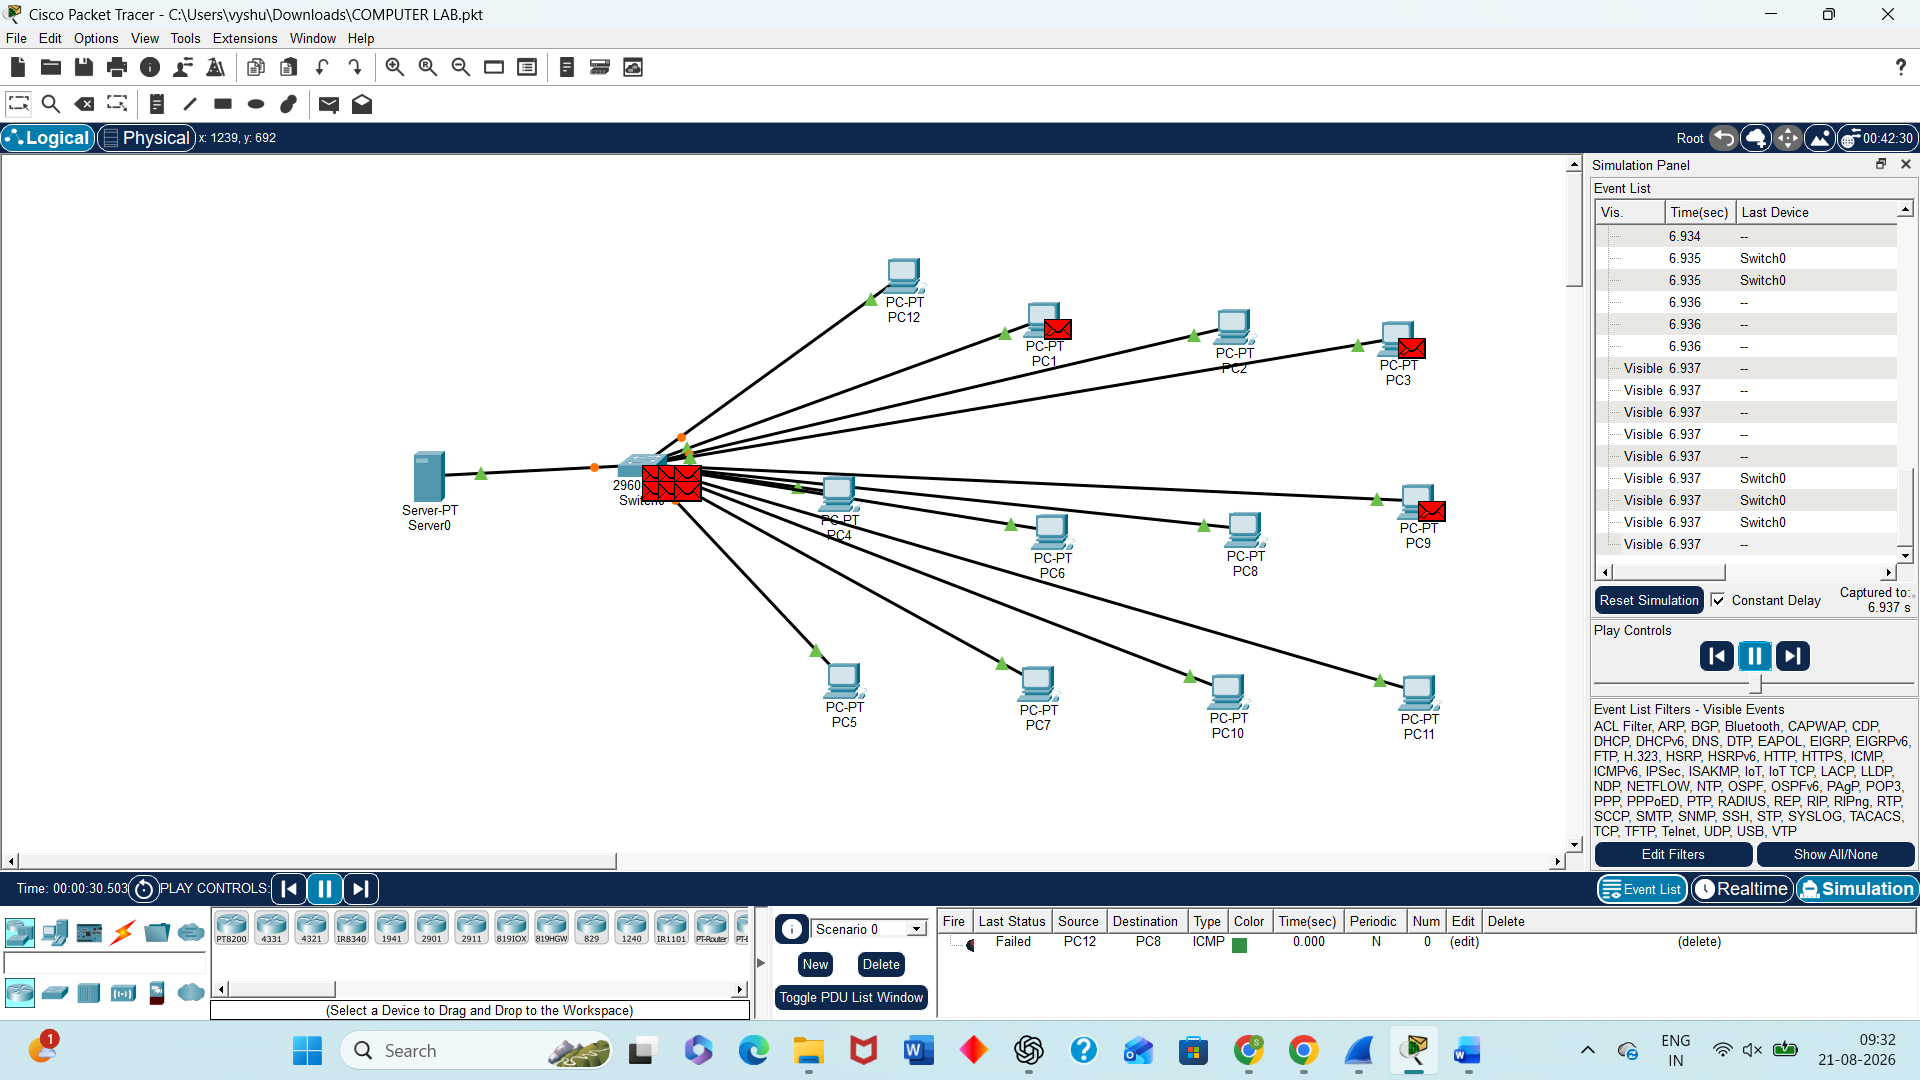 Cisco Packet Tracer - C:\Users\vyshu\Downloads\COMPUTER LAB.pkt
File Edit Options View Tools Extensions Window Help
?
Logical Physical x: 1239, y: 692
Root 00:42:30
PC-PT
PC12
PC-PT
PC1
PC-PT
PC2
PC-PT
PC3
Server-PT
Server0
2960
PC-PT
PC4
PC-PT
PC6
PC-PT
PC8
PC-PT
PC9
PC-PT
PC5
PC-PT
PC7
PC-PT
PC10
PC-PT
PC11
Simulation Panel
Event List
Vis. Time(sec) Last Device
6.934 --
6.935 Switch0
6.935 Switch0
6.936 --
6.936 --
6.936 --
Visible 6.937 --
Visible 6.937 --
Visible 6.937 --
Visible 6.937 --
Visible 6.937 --
Visible 6.937 Switch0
Visible 6.937 Switch0
Visible 6.937 Switch0
Visible 6.937 --
Reset Simulation Constant Delay Captured to:
6.937 s
Play Controls
Event List Filters - Visible Events
ACL Filter, ARP, BGP, Bluetooth, CAPWAP, CDP,
DHCP, DHCPv6, DNS, DTP, EAPOL, EIGRP, EIGRPv6,
FTP, H.323, HSRP, HSRPv6, HTTP, HTTPS, ICMP,
ICMPv6, IPSec, ISAKMP, IoT, IoT TCP, LACP, LLDP,
NDP, NETFLOW, NTP, OSPF, OSPFv6, PAgP, POP3,
PPP, PPPoED, PTP, RADIUS, REP, RIP, RIPng, RTP,
SCCP, SMTP, SNMP, SSH, STP, SYSLOG, TACACS,
TCP, TFTP, Telnet, UDP, USB, VTP
Edit Filters Show All/None
Time: 00:00:30.503 PLAY CONTROLS:
Event List Realtime Simulation
PT8200 4331 4321 IR8340 1941 2901 2911 819IOX 819HGW 829 1240 IR1101 PT-Router
(Select a Device to Drag and Drop to the Workspace)
Scenario 0
New Delete
Toggle PDU List Window
Fire Last Status Source Destination Type Color Time(sec) Periodic Num Edit Delete
Failed PC12 PC8 ICMP 0.000 N 0 (edit) (delete)
1
Search
ENG
IN
09:32
21-08-2026